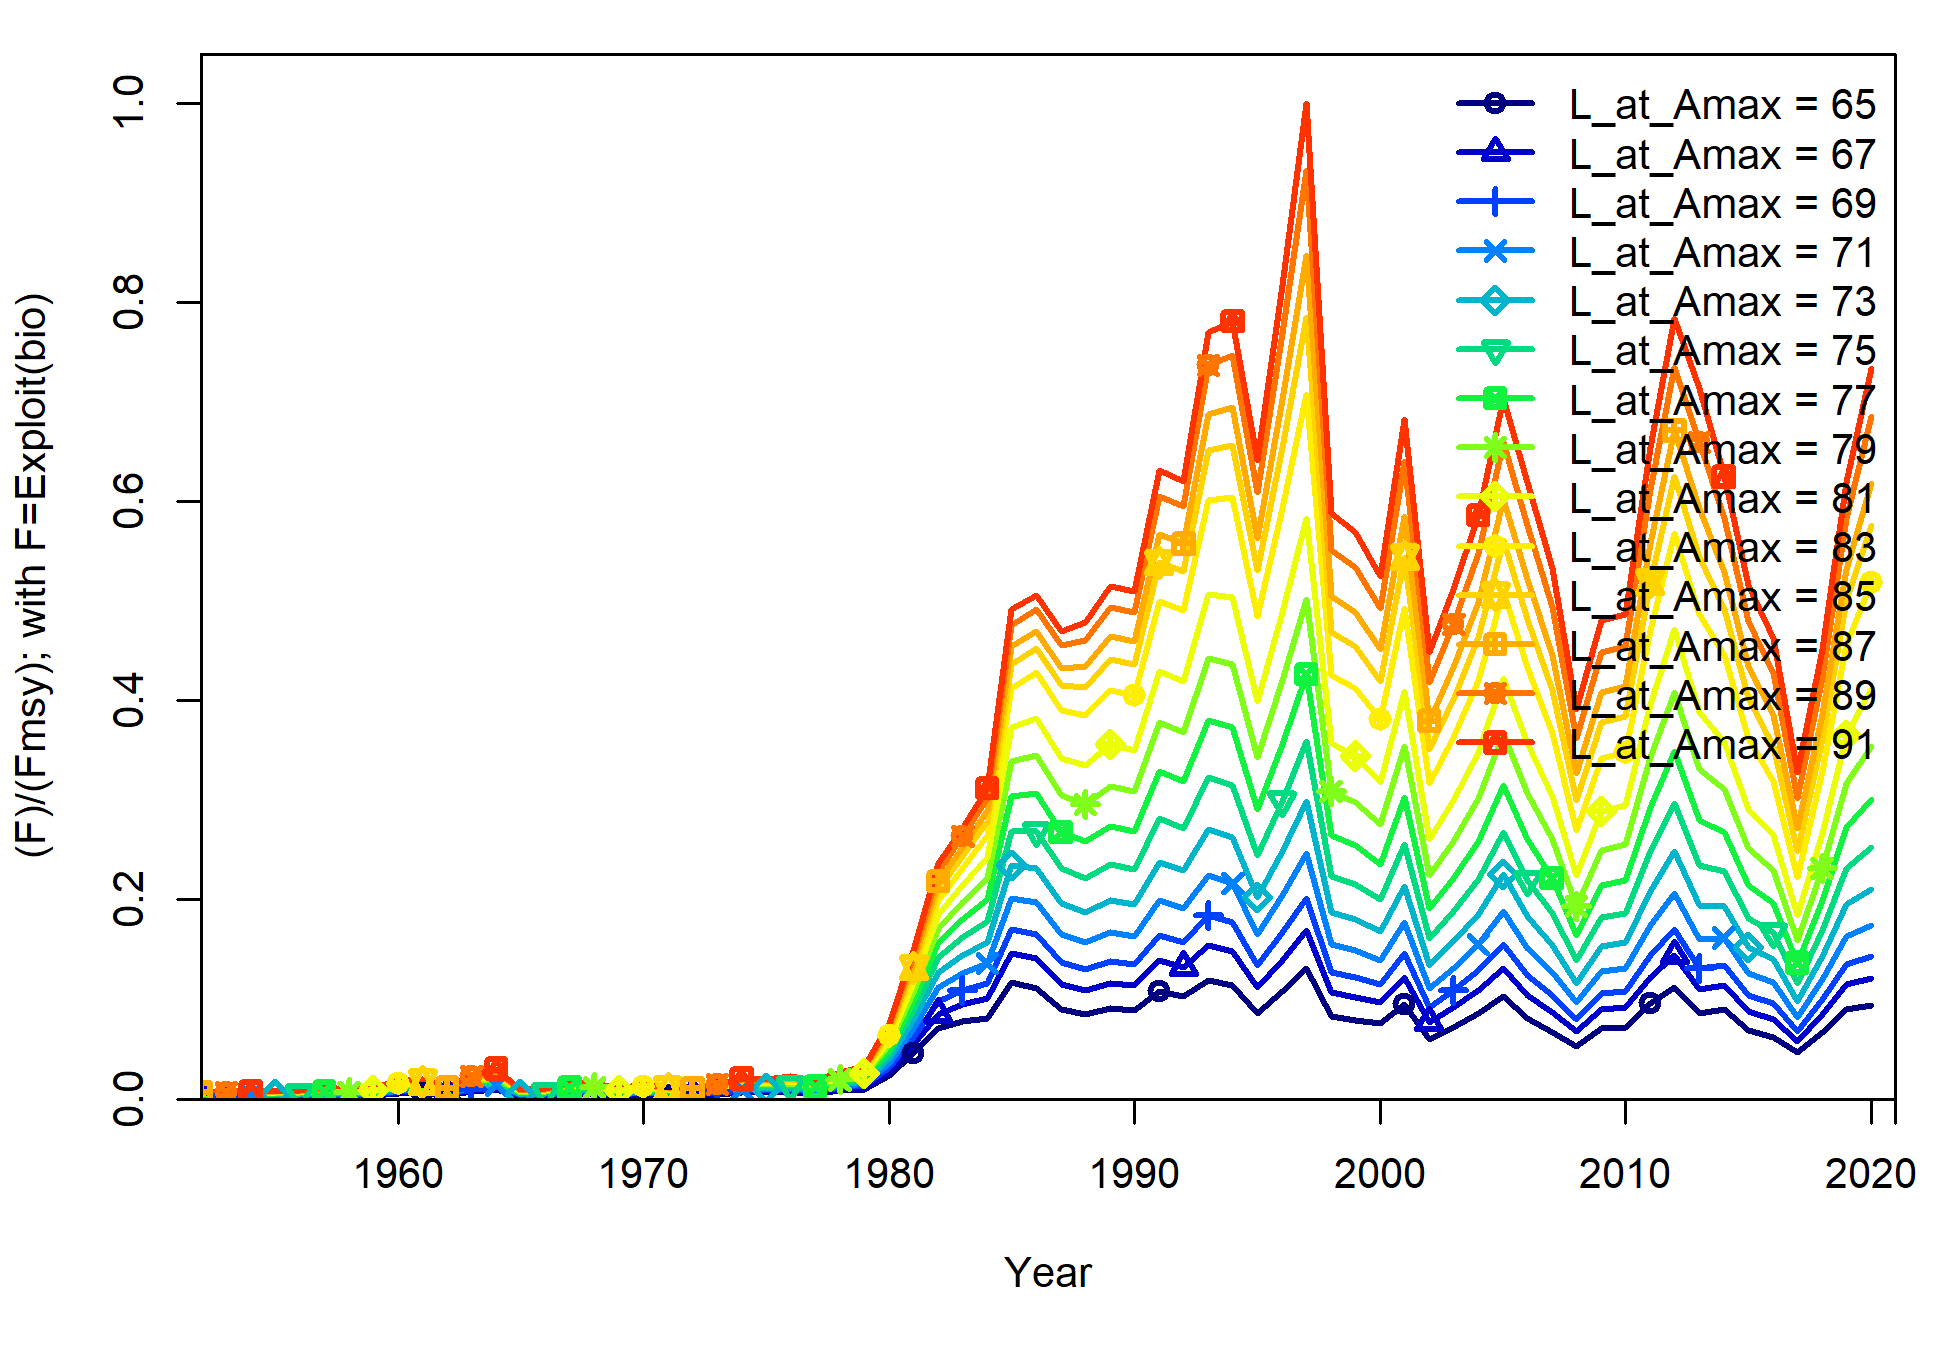 (F)/(Fmsy); with F=Exploit(bio)
1.0
0.8
0.6
0.4
0.2
0.0
L_at_Amax = 65
L_at_Amax = 67
L_at_Amax = 69
L_at_Amax = 71
L_at_Amax = 73
L_at_Amax = 75
L_at_Amax = 77
L_at_Amax = 79
L_at_Amax = 81
L_at_Amax = 83
L_at_Amax = 85
L_at_Amax = 87
L_at_Amax = 89
L_at_Amax = 91
1960 1970 1980 1990 2000 2010 2020
Year